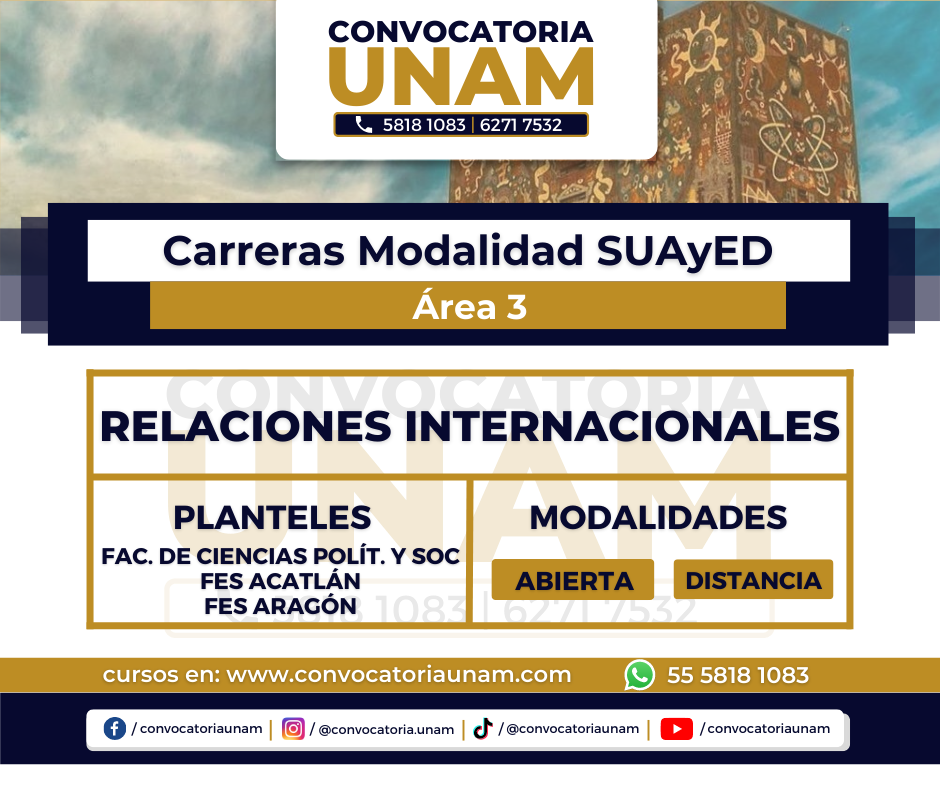 CONVOCATORIA
UNAM
5818 1083 | 6271 7532
Carreras Modalidad SUAyED
Área 3
CONVOCATORIA
RELACIONES INTERNACIONALES
UNAM
PLANTELES
FAC. DE CIENCIAS POLÍT. Y SOC
FES ACATLÁN
FES ARAGÓN
MODALIDADES
ABIERTA
DISTANCIA
5818 1083 | 6271 7532
cursos en: www.convocatoriaunam.com
55 5818 1083
/ convocatoriaunam | / @convocatoria.unam | / @convocatoriaunam | / convocatoriaunam